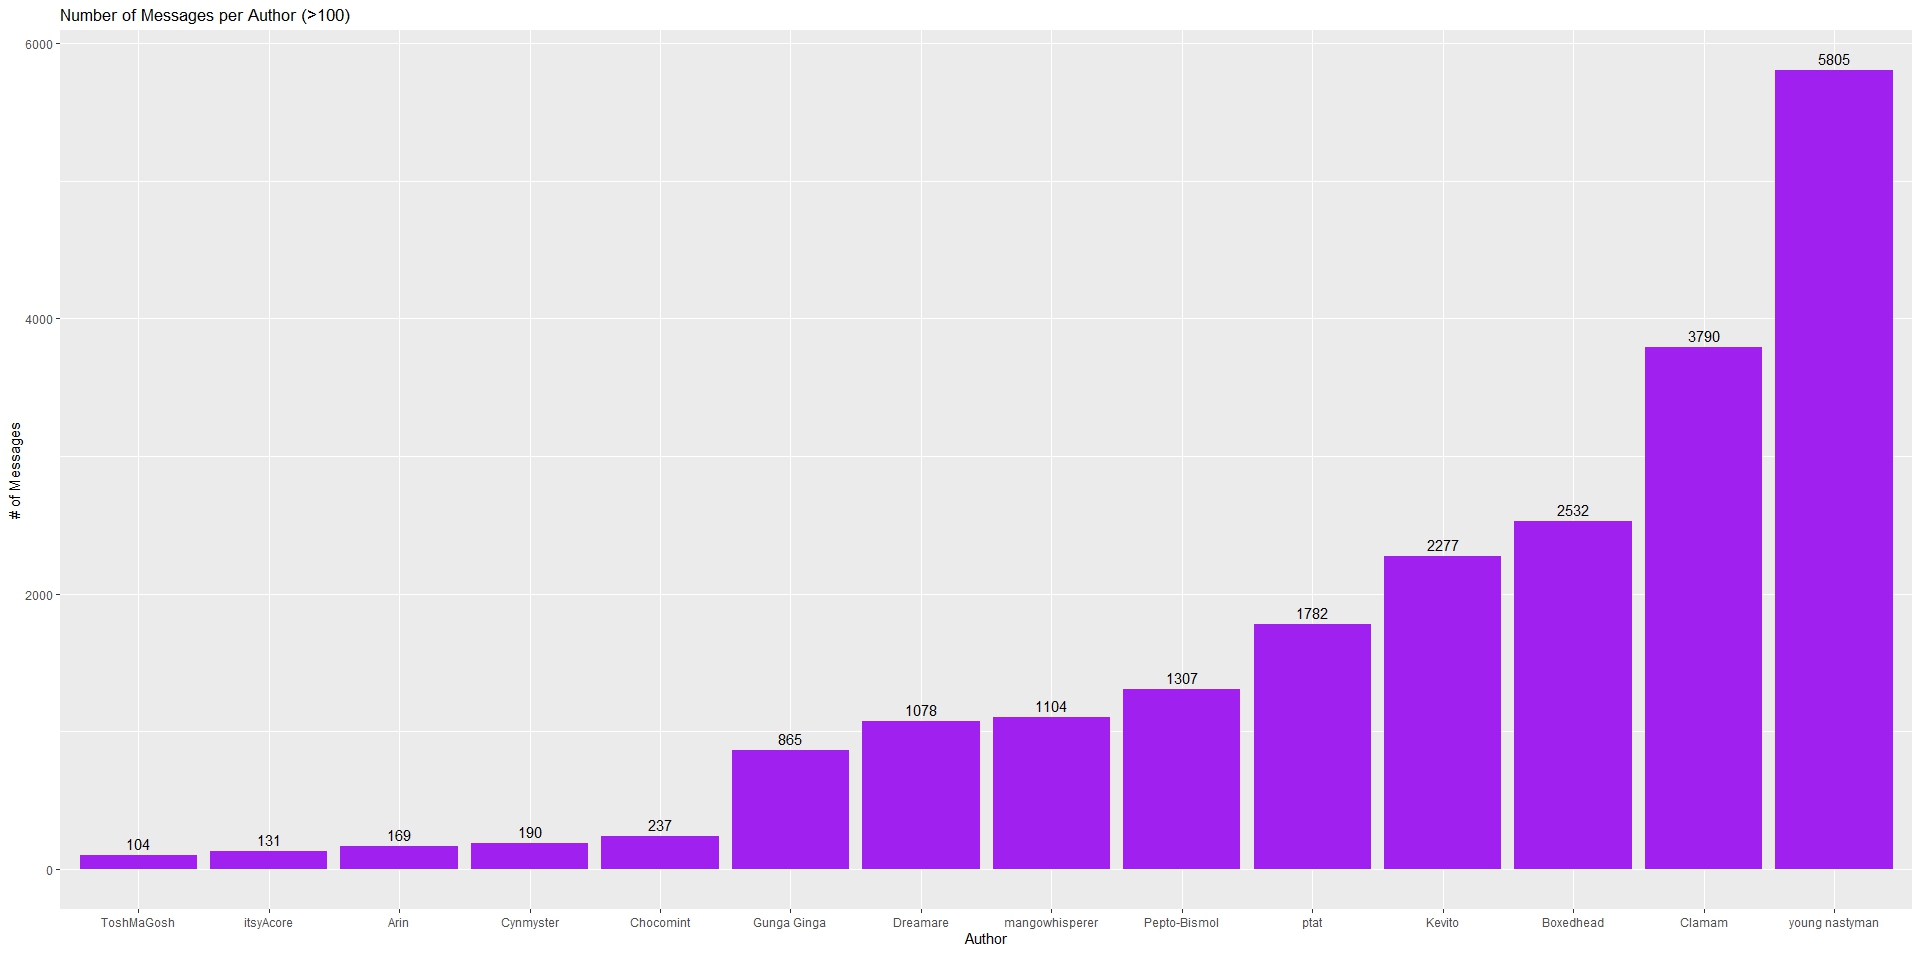 Number of Messages per Author (>100)
6000
4000
2000
0
# of Messages
104
131
169
190
237
865
1078
1104
1307
1782
2277
2532
3790
5805
ToshMaGosh
itsyAcore
Arin
Cynmyster
Chocomint
Gunga Ginga
Dreamare
mangowhisperer
Pepto-Bismol
ptat
Kevito
Boxedhead
Clamam
young nastyman
Author